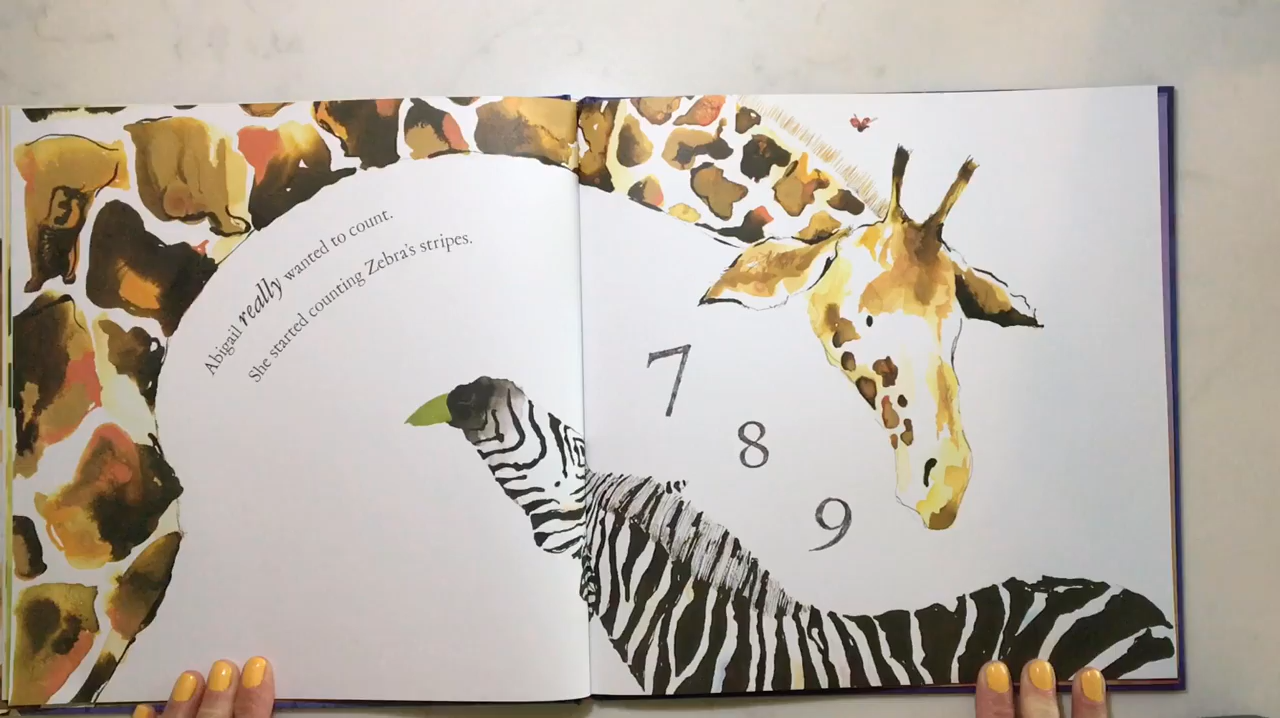 Abigail really wanted to count.
She started counting Zebra's stripes.
7
8
9